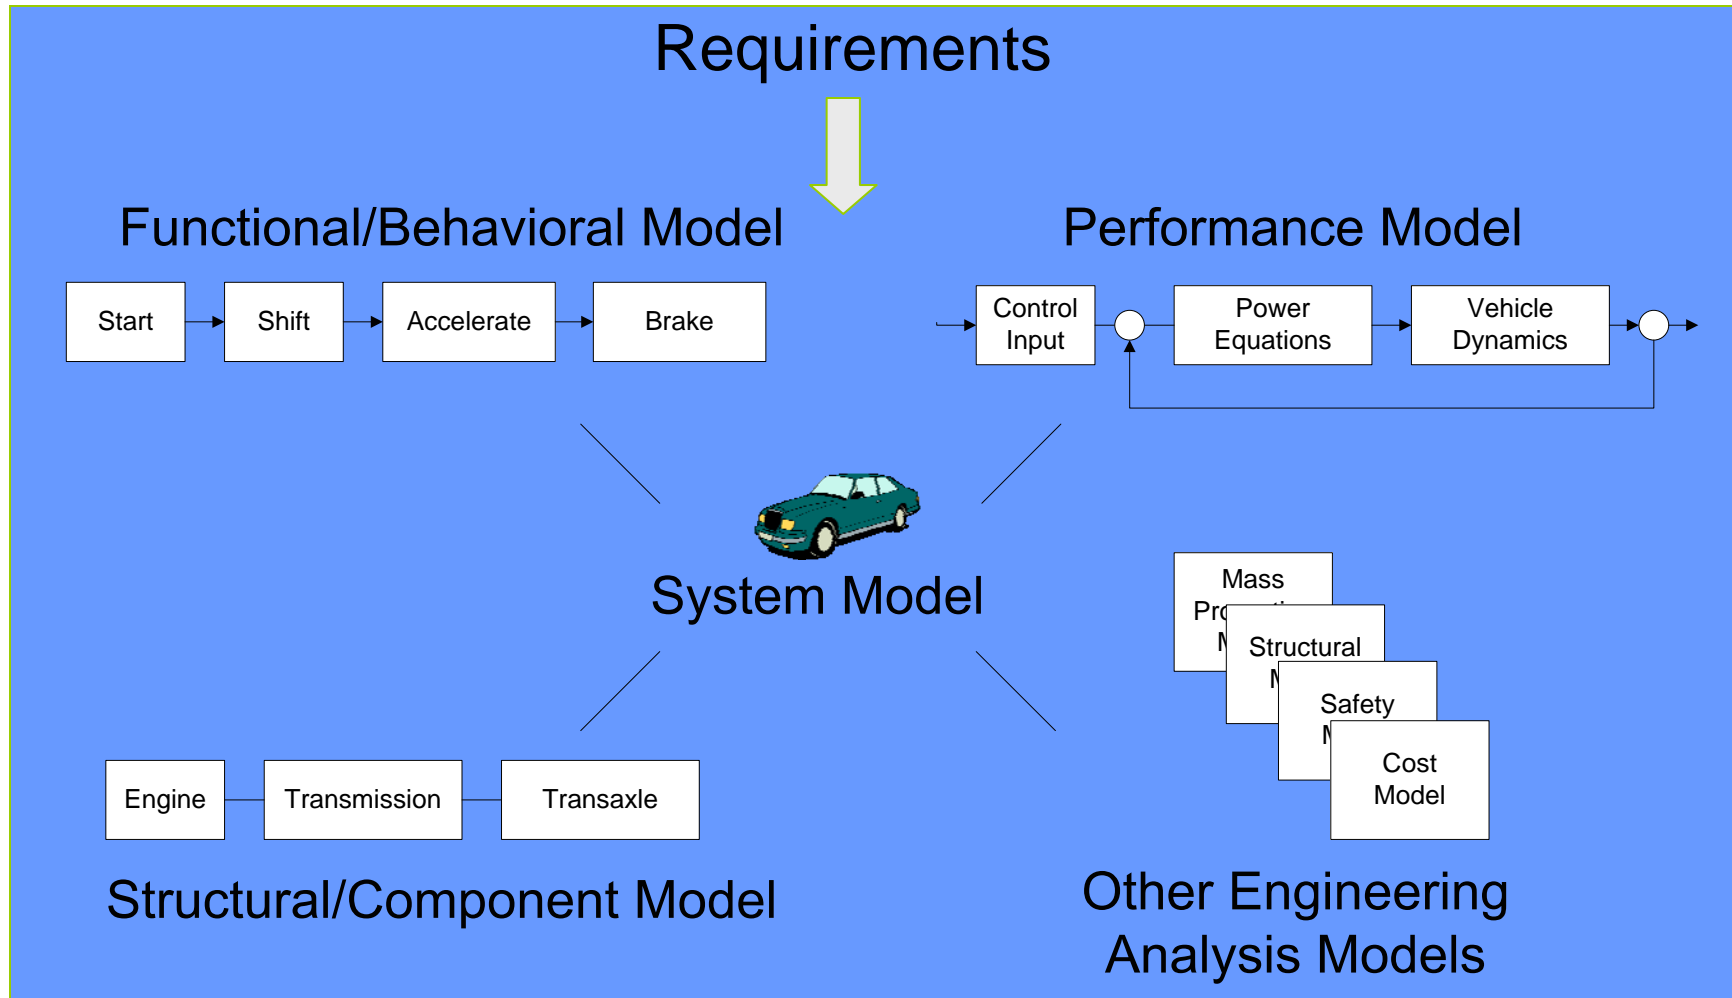 Requirements
Functional/Behavioral Model
Performance Model
Start
Shift
Accelerate
Brake
Control
Input
Power
Equations
Vehicle
Dynamics
System Model
Mass
Structural
Safety
Cost
Model
Engine
Transmission
Transaxle
Structural/Component Model
Other Engineering
Analysis Models